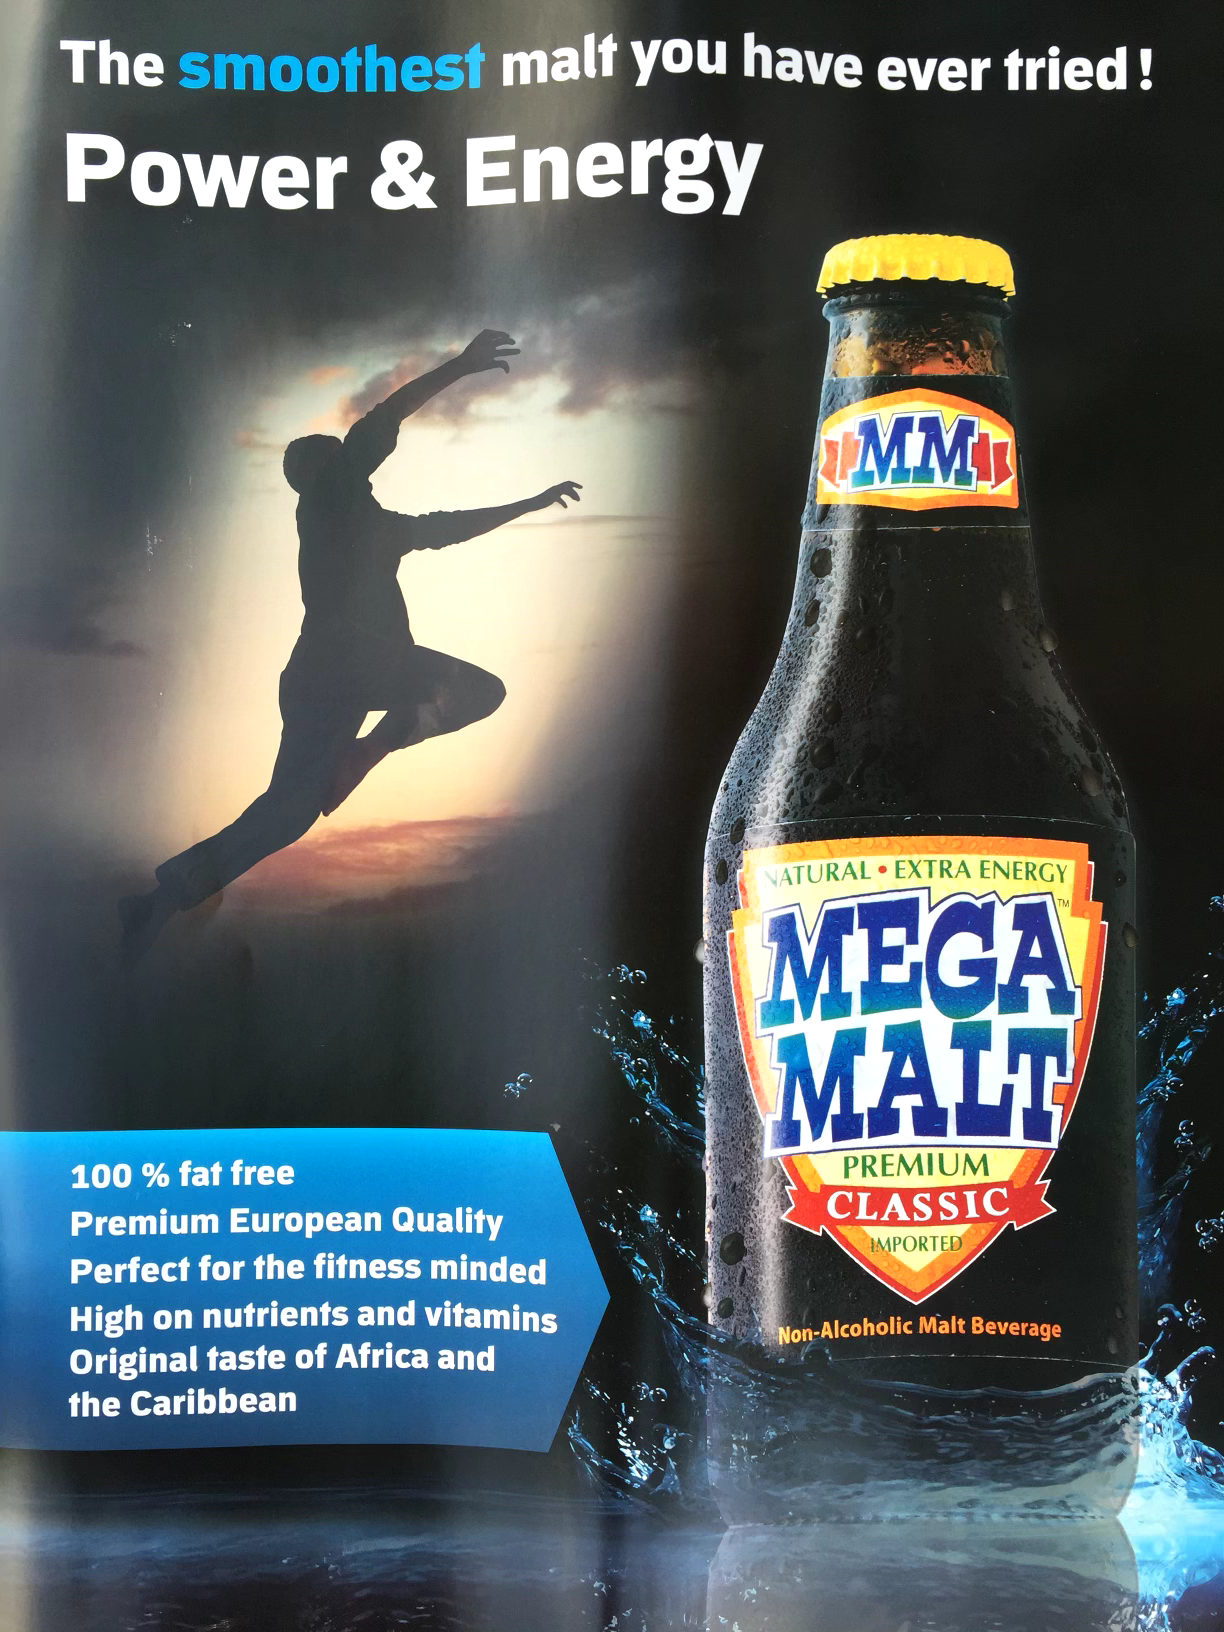 The smoothest malt you have ever tried!
Power & Energy
MM
NATURAL • EXTRA ENERGY
MEGA™
MALT
PREMIUM
CLASSIC
IMPORTED
Non-Alcoholic Malt Beverage
100 % fat free
Premium European Quality
Perfect for the fitness minded
High on nutrients and vitamins
Original taste of Africa and
the Caribbean